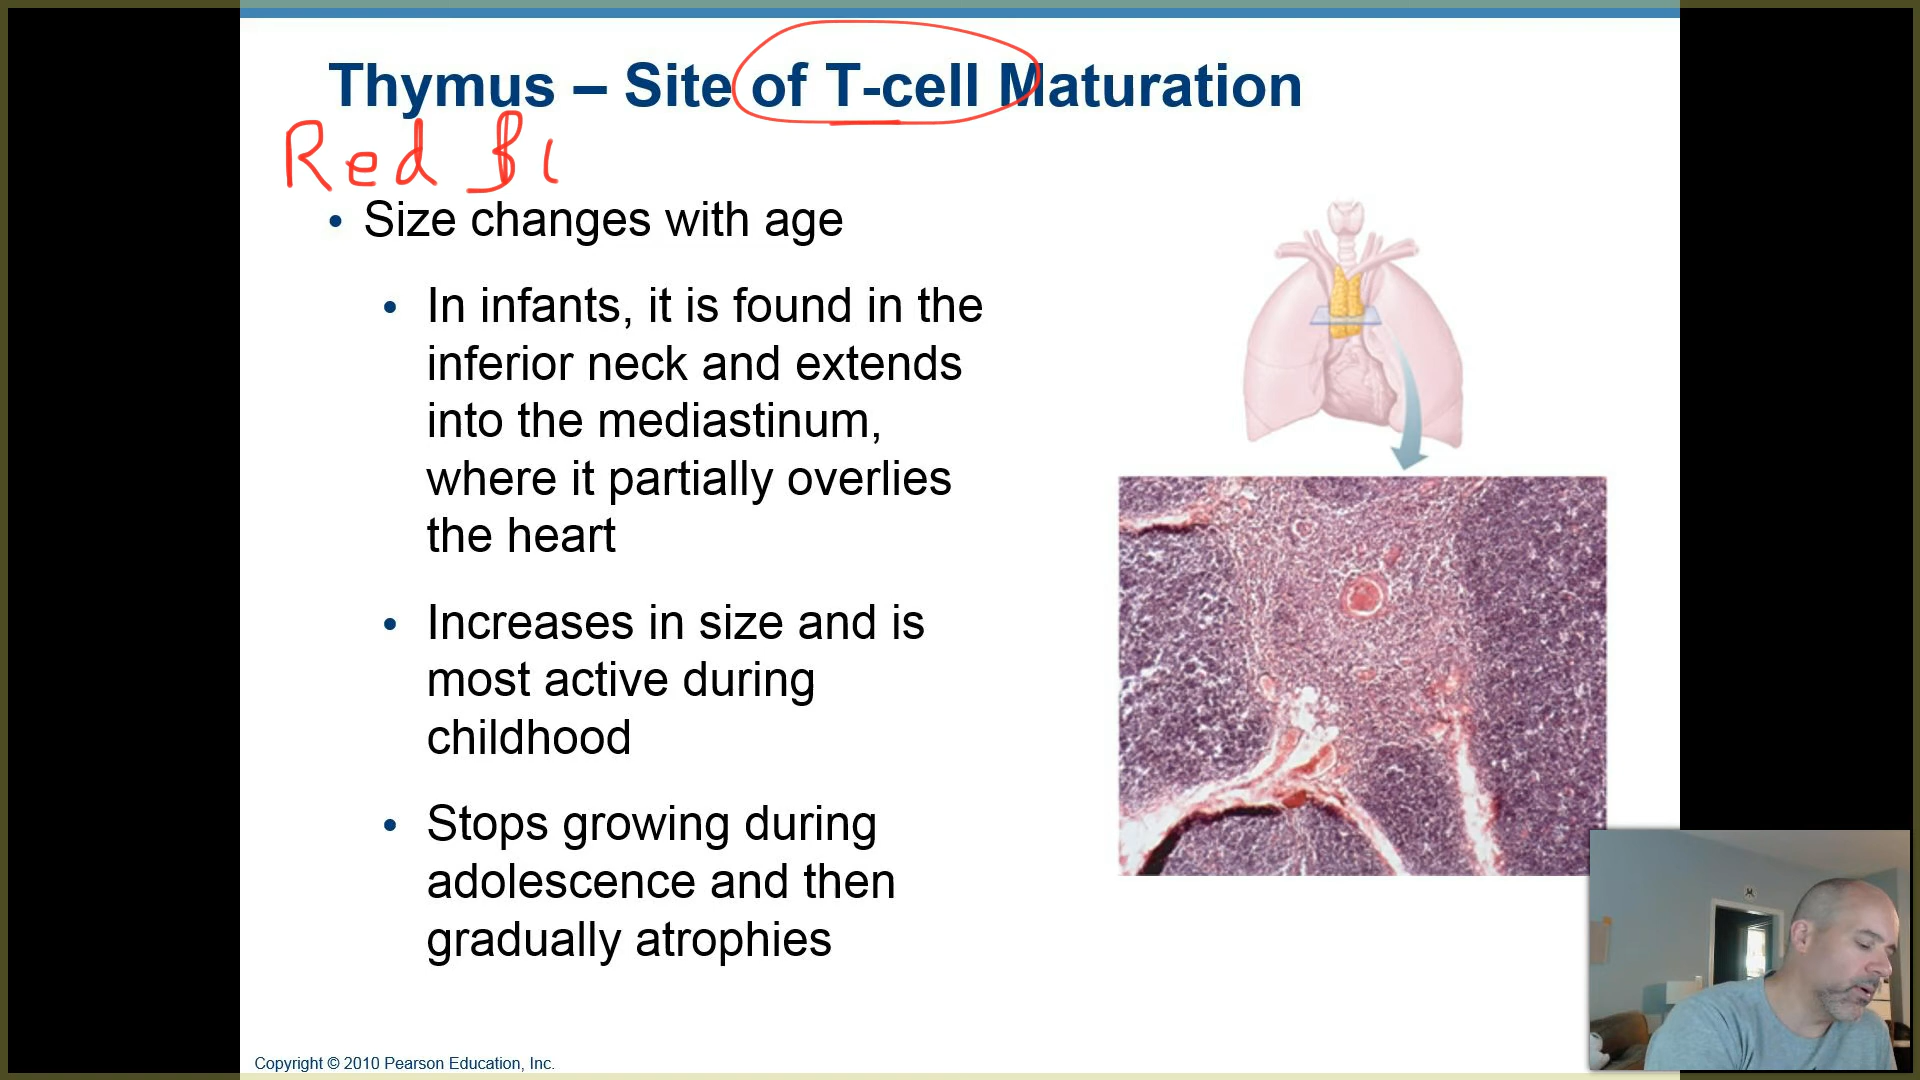 Thymus – Site of T-cell Maturation
Red Bl
• Size changes with age
• In infants, it is found in the
inferior neck and extends
into the mediastinum,
where it partially overlies
the heart
• Increases in size and is
most active during
childhood
• Stops growing during
adolescence and then
gradually atrophies
Copyright © 2010 Pearson Education, Inc.